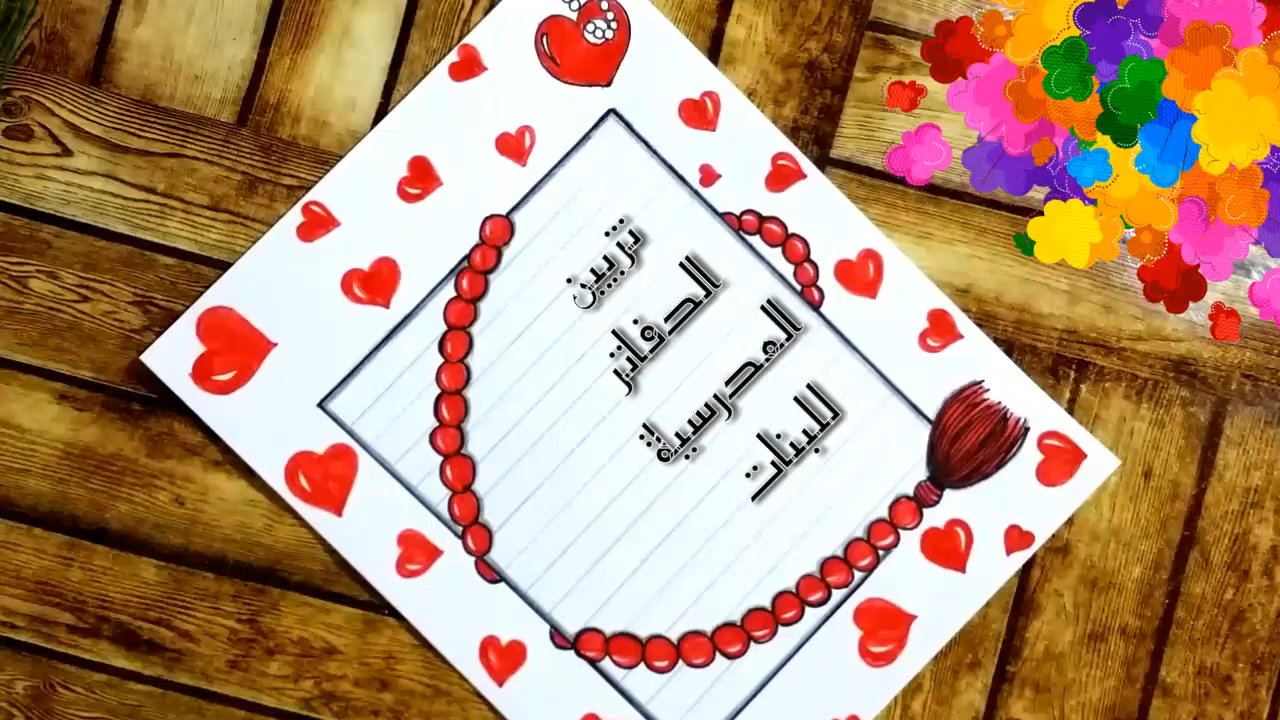 تزيين
الدفاتر
المدرسية
للبنات